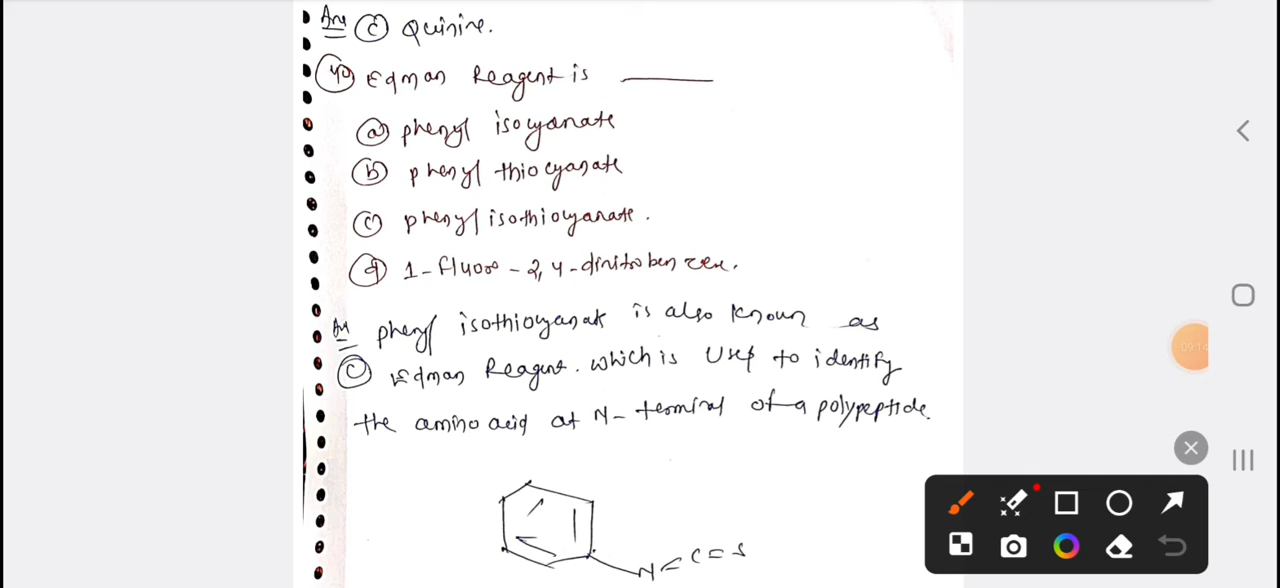 Ans (c) Quinine.
(40) Edman Reagent is ______
(a) phenyl isocyanate
(b) phenyl thiocyanate
(c) phenyl isothiocyanate.
(d) 1-fluoro-2,4-dinitrobenzene.
Ans phenyl isothiocyanate is also known as
(c) Edman Reagent. which is used to identify
the amino acid at N-terminal of a polypeptide.
N=C=S
09:14